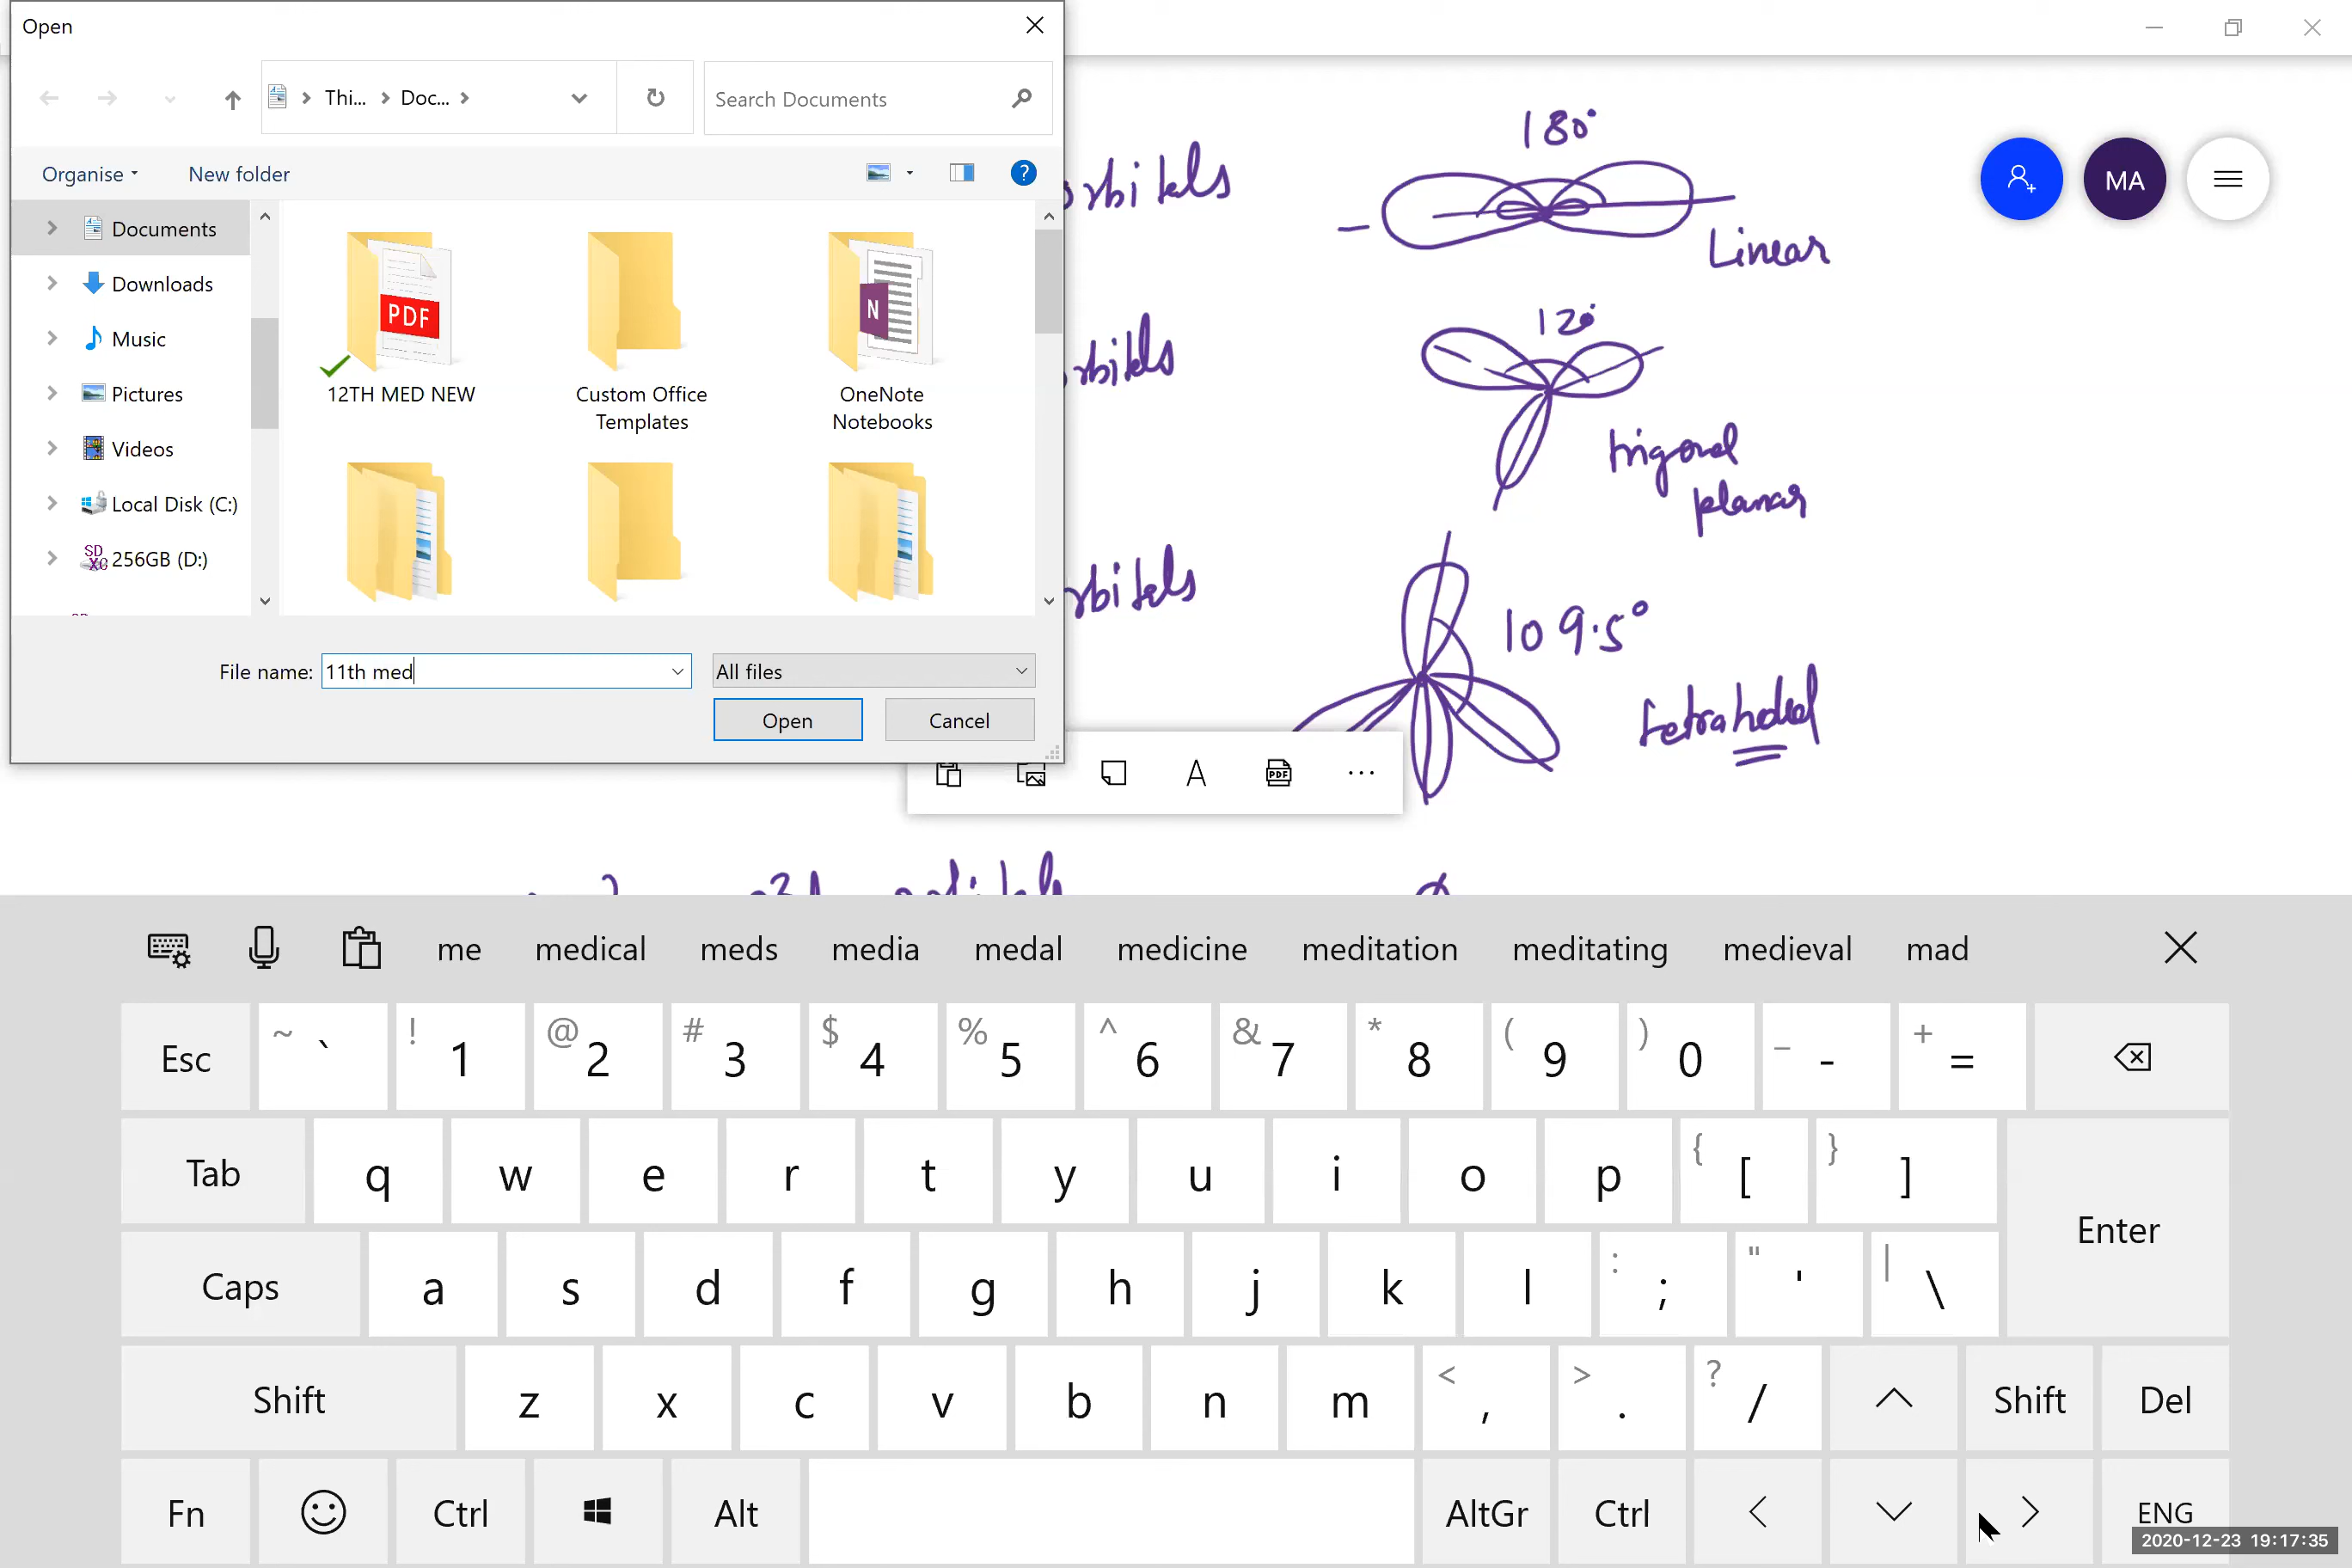 Open
Thi... Doc...
Search Documents
Organise
New folder
Documents
Downloads
Music
Pictures
Videos
Local Disk (C:)
256GB (D:)
PDF
12TH MED NEW
Custom Office
Templates
N
OneNote
Notebooks
File name: 11th med
All files
Open
Cancel
MA
orbitals
180°
Linear
orbitals
120°
trigonal
planar
orbitals
109.5°
tetrahedral
A
PDF
...
me medical meds media medal medicine meditation meditating medieval mad
Esc ~ ` ! 1 @ 2 # 3 $ 4 % 5 ^ 6 & 7 * 8 ( 9 ) 0 _ - + =
Tab q w e r t y u i o p { [ } ]
Enter
Caps a s d f g h j k l : ; " ' | \
Shift z x c v b n m < , > . ? / Shift Del
Fn Ctrl Alt AltGr Ctrl ENG
2020-12-23 19:17:35